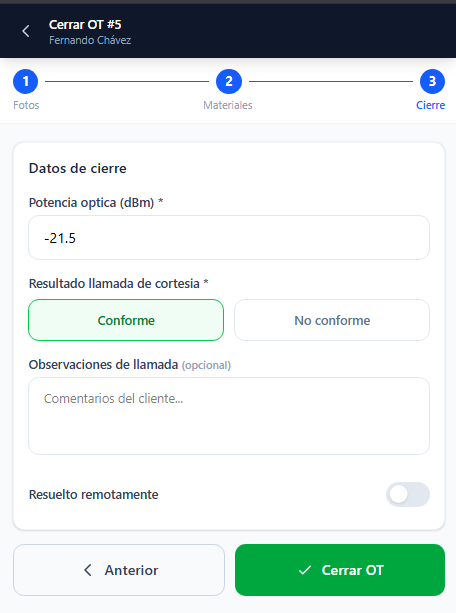 Cerrar OT #5
Fernando Chávez
1 2 3
Fotos Materiales Cierre
Datos de cierre
Potencia optica (dBm) *
-21.5
Resultado llamada de cortesia *
Conforme No conforme
Observaciones de llamada (opcional)
Comentarios del cliente...
Resuelto remotamente
Anterior Cerrar OT